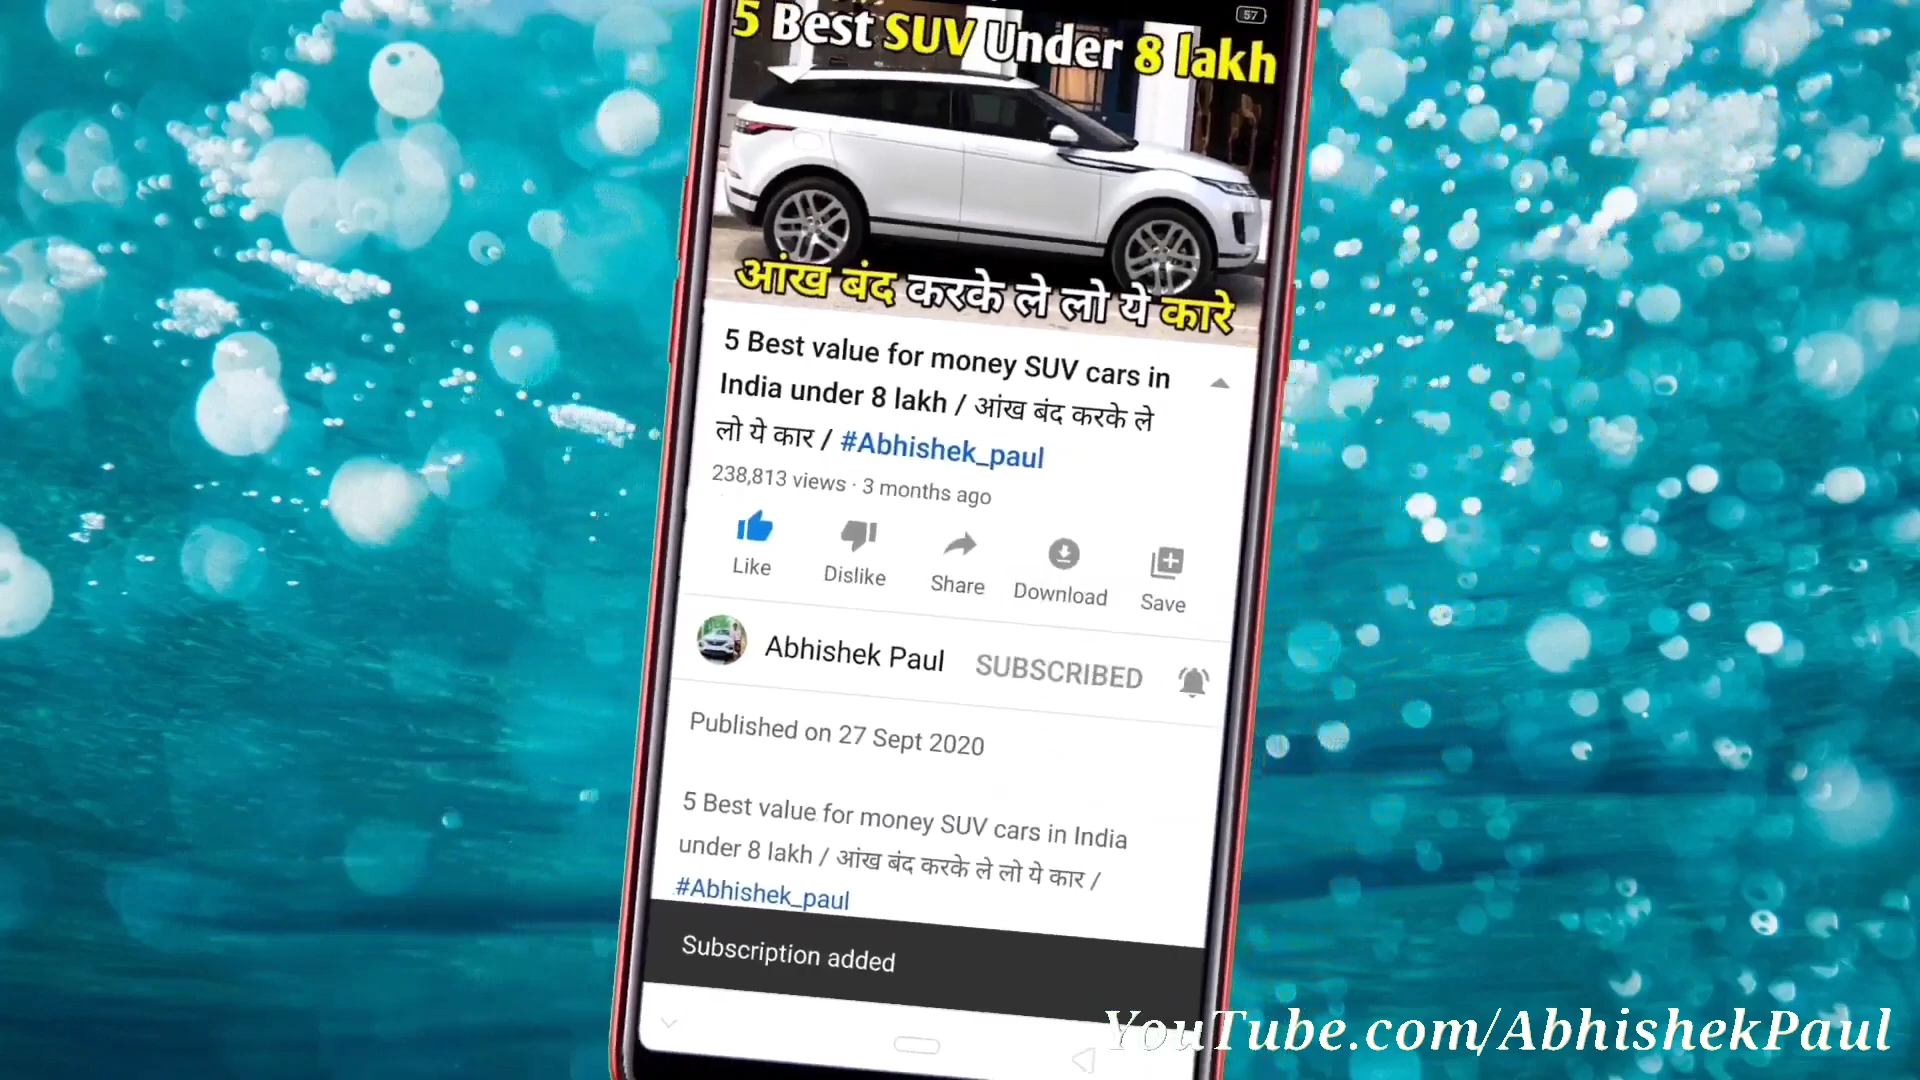 57
5 Best SUV Under 8 lakh
आंख बंद करके ले लो ये कारे
5 Best value for money SUV cars in
India under 8 lakh / आंख बंद करके ले
लो ये कार / #Abhishek_paul
238,813 views · 3 months ago
Like
Dislike
Share
Download
Save
Abhishek Paul
SUBSCRIBED
Published on 27 Sept 2020
5 Best value for money SUV cars in India
under 8 lakh / आंख बंद करके ले लो ये कार /
#Abhishek_paul
Subscription added
YouTube.com/AbhishekPaul